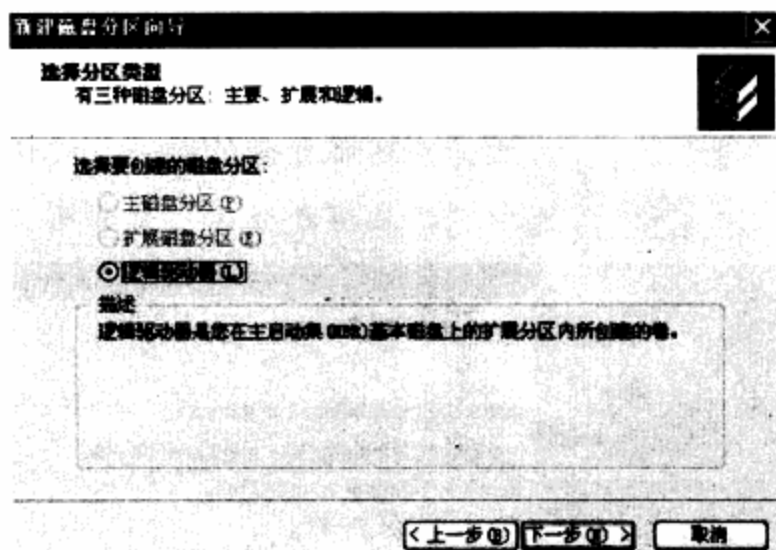 新建磁盘分区向导
选择分区类型
有三种磁盘分区: 主要、扩展和逻辑。
选择要创建的磁盘分区:
主磁盘分区(P)
扩展磁盘分区(E)
逻辑驱动器(L)
描述
逻辑驱动器是您在主启动集(MBR)基本磁盘上的扩展分区内所创建的卷。
< 上一步(B)
下一步(N) >
取消